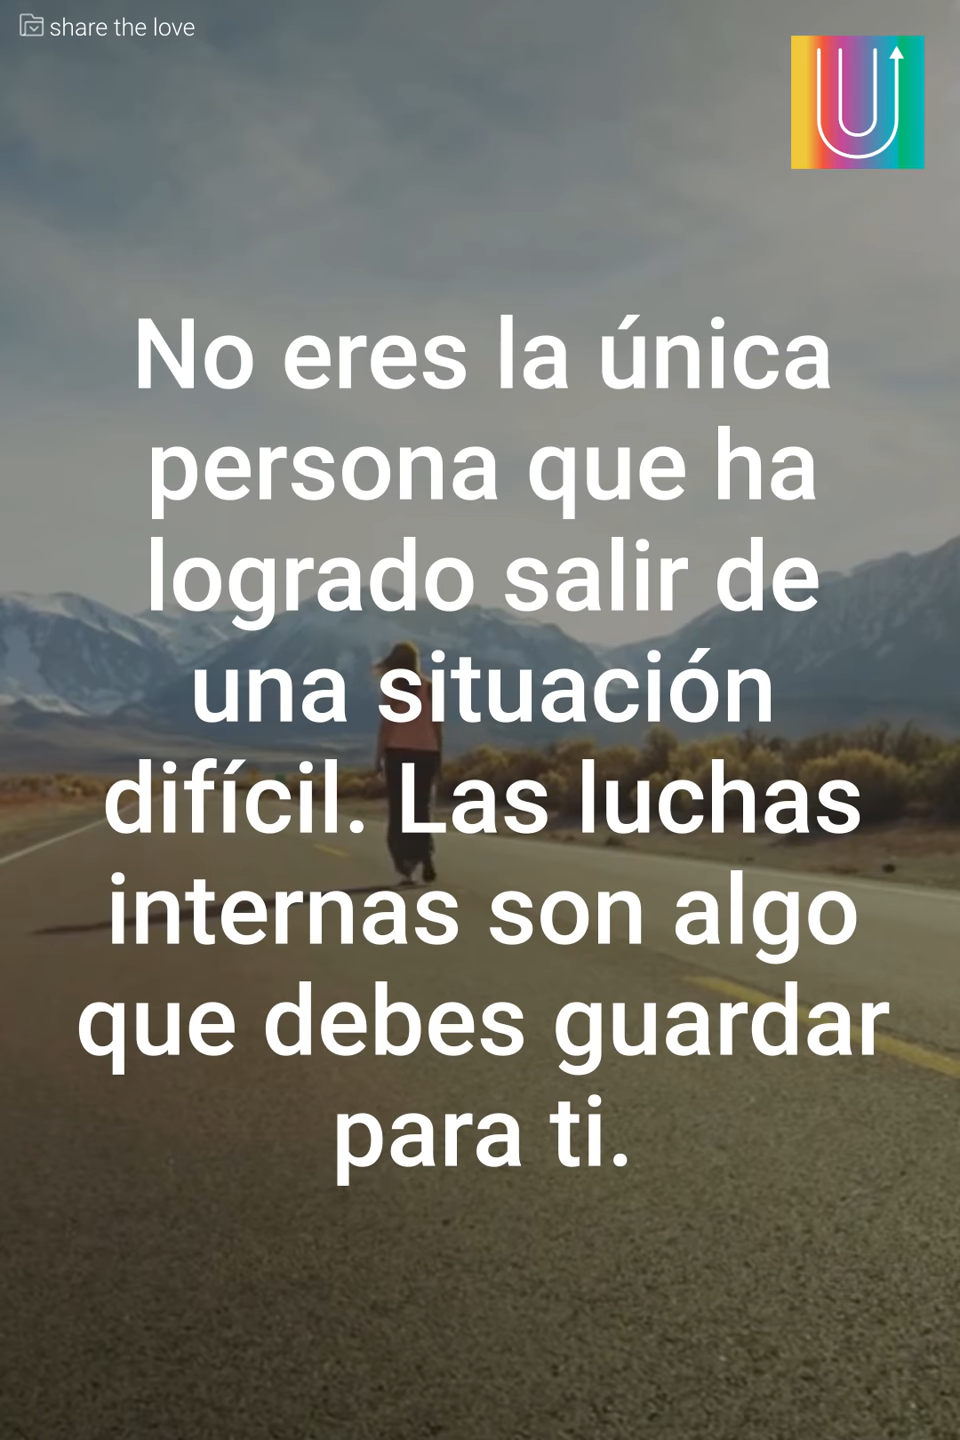 share the love
U
No eres la única
persona que ha
logrado salir de
una situación
difícil. Las luchas
internas son algo
que debes guardar
para ti.